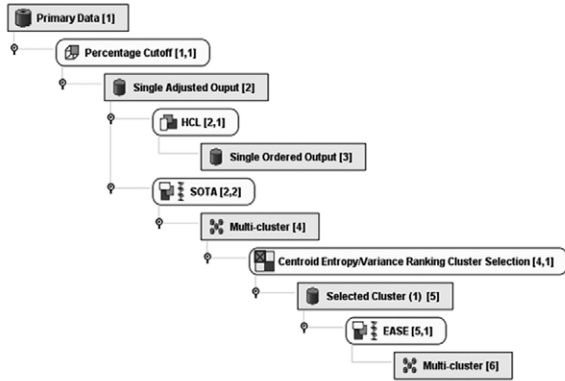 Primary Data [1]
Percentage Cutoff [1,1]
Single Adjusted Ouput [2]
HCL [2,1]
Single Ordered Output [3]
SOTA [2,2]
Multi-cluster [4]
Centroid Entropy/Variance Ranking Cluster Selection [4,1]
Selected Cluster (1) [5]
EASE [5,1]
Multi-cluster [6]